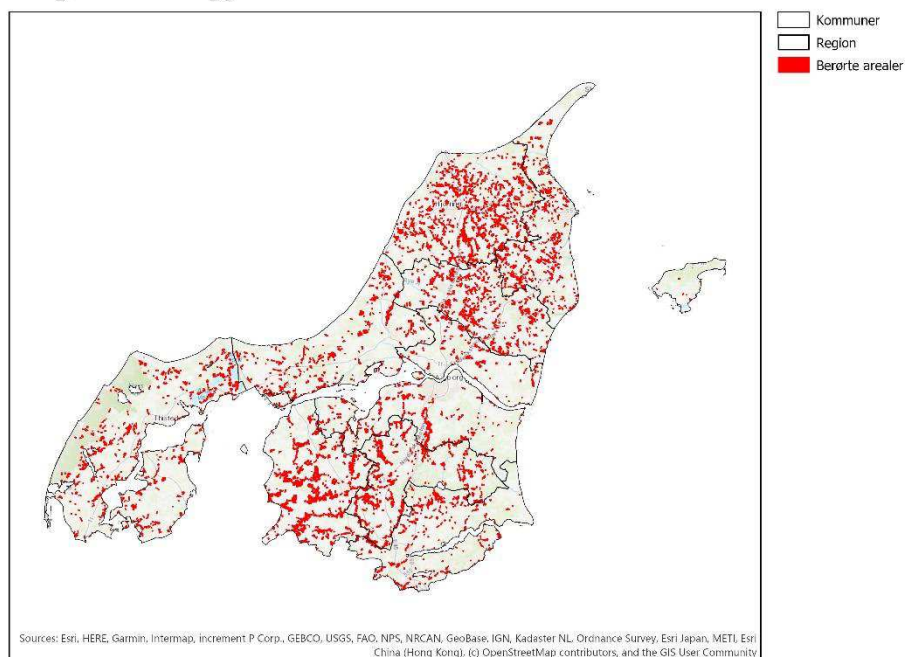 Kommuner
Region
Berørte arealer
Thisted
Sources: Esri, HERE, Garmin, Intermap, increment P Corp., GEBCO, USGS, FAO, NPS, NRCAN, GeoBase, IGN, Kadaster NL, Ordnance Survey, Esri Japan, METI, Esri
China (Hong Kong), (c) OpenStreetMap contributors, and the GIS User Community